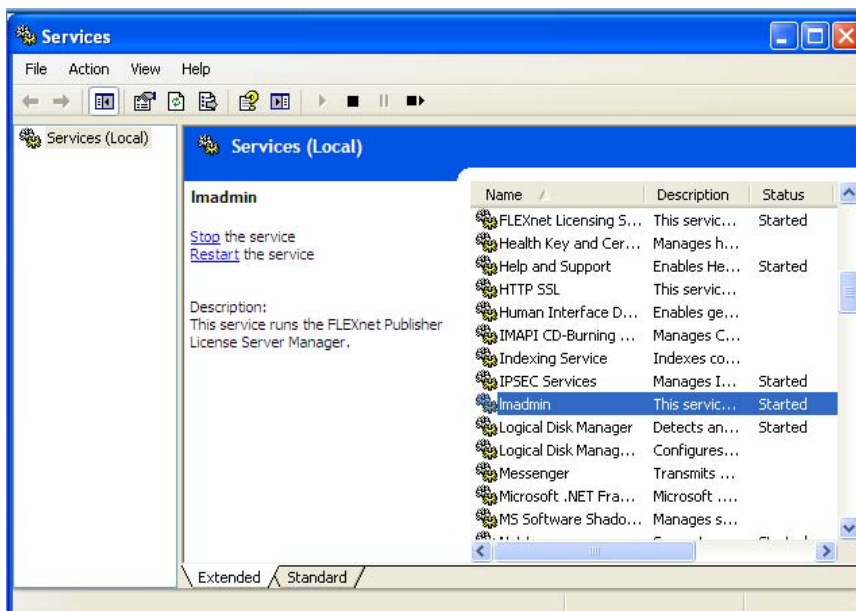 Services
File Action View Help
Services (Local)
Services (Local)
lmadmin
Stop the service
Restart the service
Description:
This service runs the FLEXnet Publisher
License Server Manager.
Name Description Status
FLEXnet Licensing S... This servic... Started
Health Key and Cer... Manages h...
Help and Support Enables He... Started
HTTP SSL This servic...
Human Interface D... Enables ge...
IMAPI CD-Burning ... Manages C...
Indexing Service Indexes co...
IPSEC Services Manages I... Started
lmadmin This servic... Started
Logical Disk Manager Detects an... Started
Logical Disk Manag... Configures...
Messenger Transmits ...
Microsoft .NET Fra... Microsoft ....
MS Software Shado... Manages s...
Extended Standard